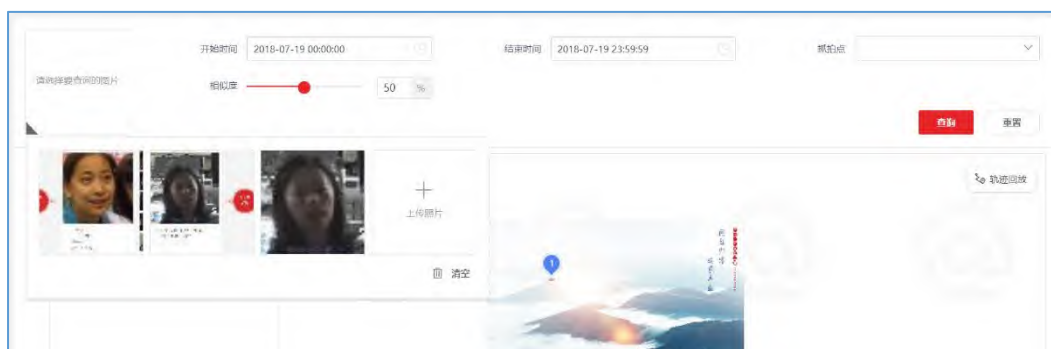 开始时间 2018-07-19 00:00:00 结束时间 2018-07-19 23:59:59 抓拍点
请选择要查询的图片 相似度 50 %
查询 重置
轨迹回放
上传照片
1
清空